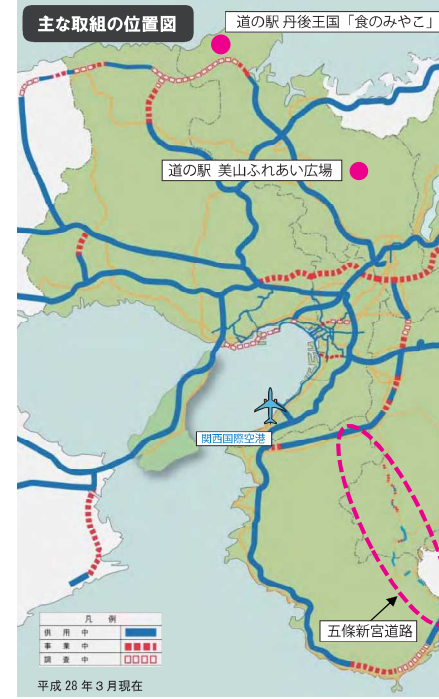 主な取組の位置図
道の駅 丹後王国「食のみやこ」
道の駅 美山ふれあい広場
関西国際空港
五條新宮道路
凡 例
供 用 中
事 業 中
調 査 中
平成 28 年 3 月現在